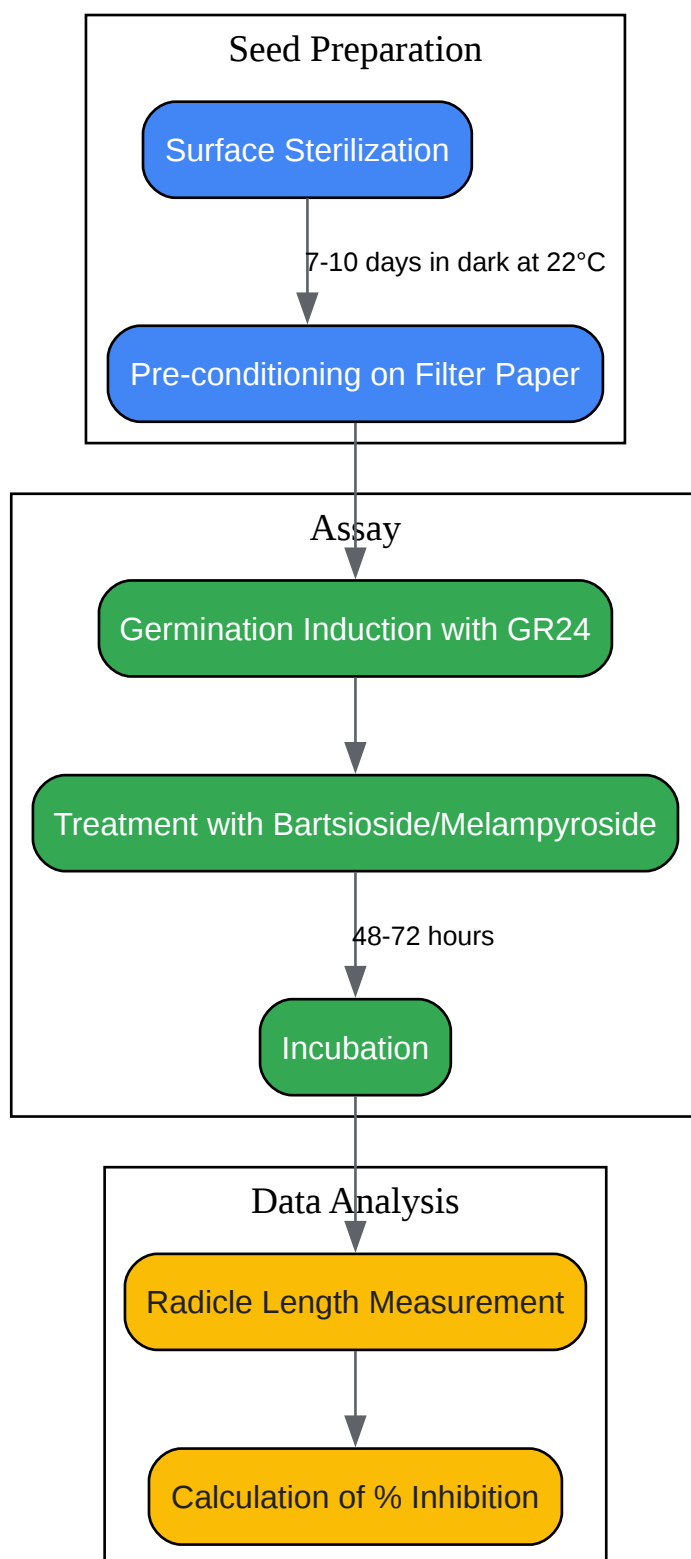 Seed Preparation
Surface Sterilization
7-10 days in dark at 22°C
Pre-conditioning on Filter Paper
Assay
Germination Induction with GR24
Treatment with Bartsioside/Melampyroside
48-72 hours
Incubation
Data Analysis
Radicle Length Measurement
Calculation of % Inhibition